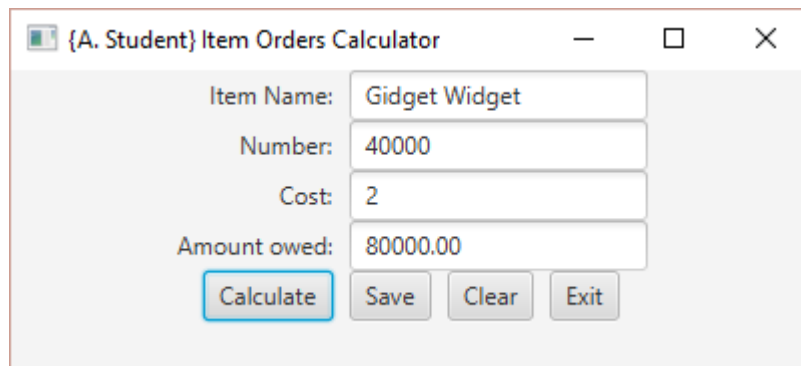 {A. Student} Item Orders Calculator
Item Name: Gidget Widget
Number: 40000
Cost: 2
Amount owed: 80000.00
Calculate Save Clear Exit